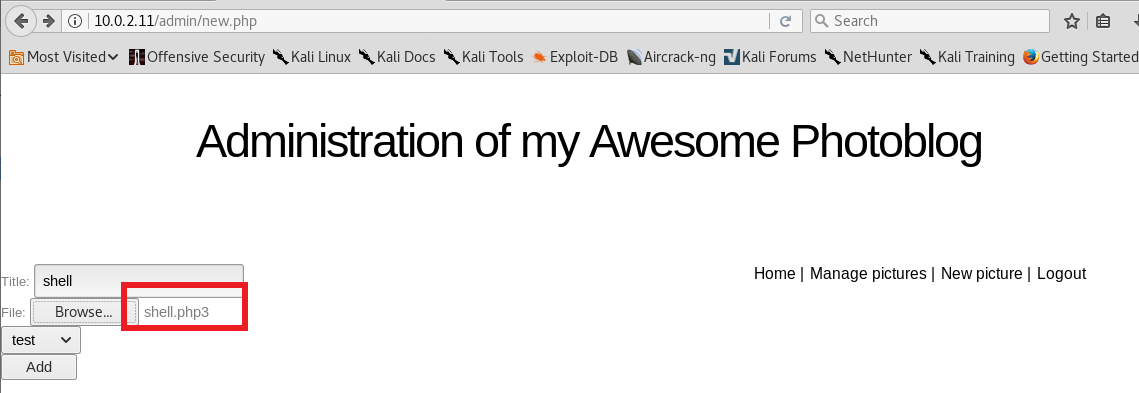 10.0.2.11/admin/new.php Search
Most Visited Offensive Security Kali Linux Kali Docs Kali Tools Exploit-DB Aircrack-ng Kali Forums NetHunter Kali Training Getting Started
Administration of my Awesome Photoblog
Home | Manage pictures | New picture | Logout
Title: shell
File: Browse... shell.php3
test
Add